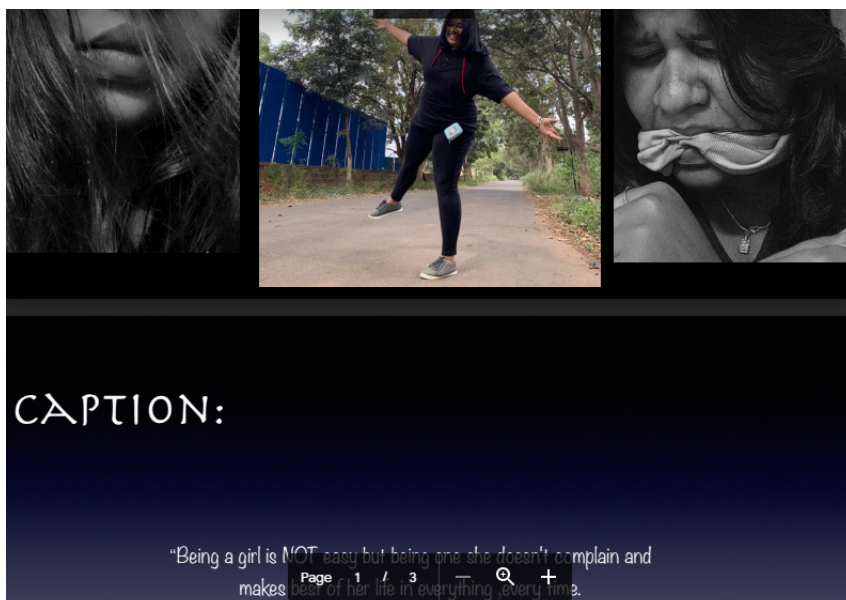 CAPTION:
“Being a girl is NOT easy but being one she doesn't complain and
makes best of her life in everything ,every time.
Page 1 / 3